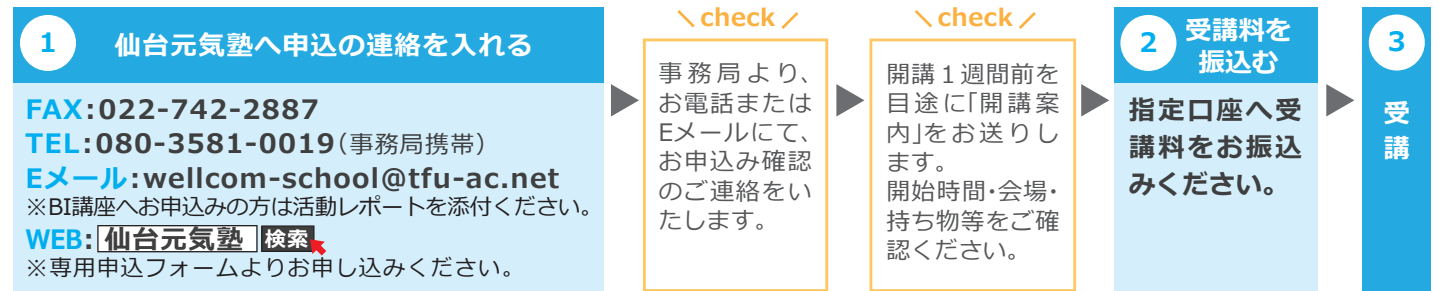 1 仙台元気塾へ申込の連絡を入れる
FAX:022-742-2887
TEL:080-3581-0019(事務局携帯)
Eメール:wellcom-school@tfu-ac.net
※BI講座へお申込みの方は活動レポートを添付ください。
WEB:仙台元気塾 検索
※専用申込フォームよりお申し込みください。
\ check /
事務局より、
お電話または
Eメールにて、
お申込み確認
のご連絡をい
たします。
\ check /
開講1週間前を
目途に「開講案
内」をお送りし
ます。
開始時間・会場・
持ち物等をご確
認ください。
2 受講料を
振込む
指定口座へ受
講料をお振込
みください。
3
受講